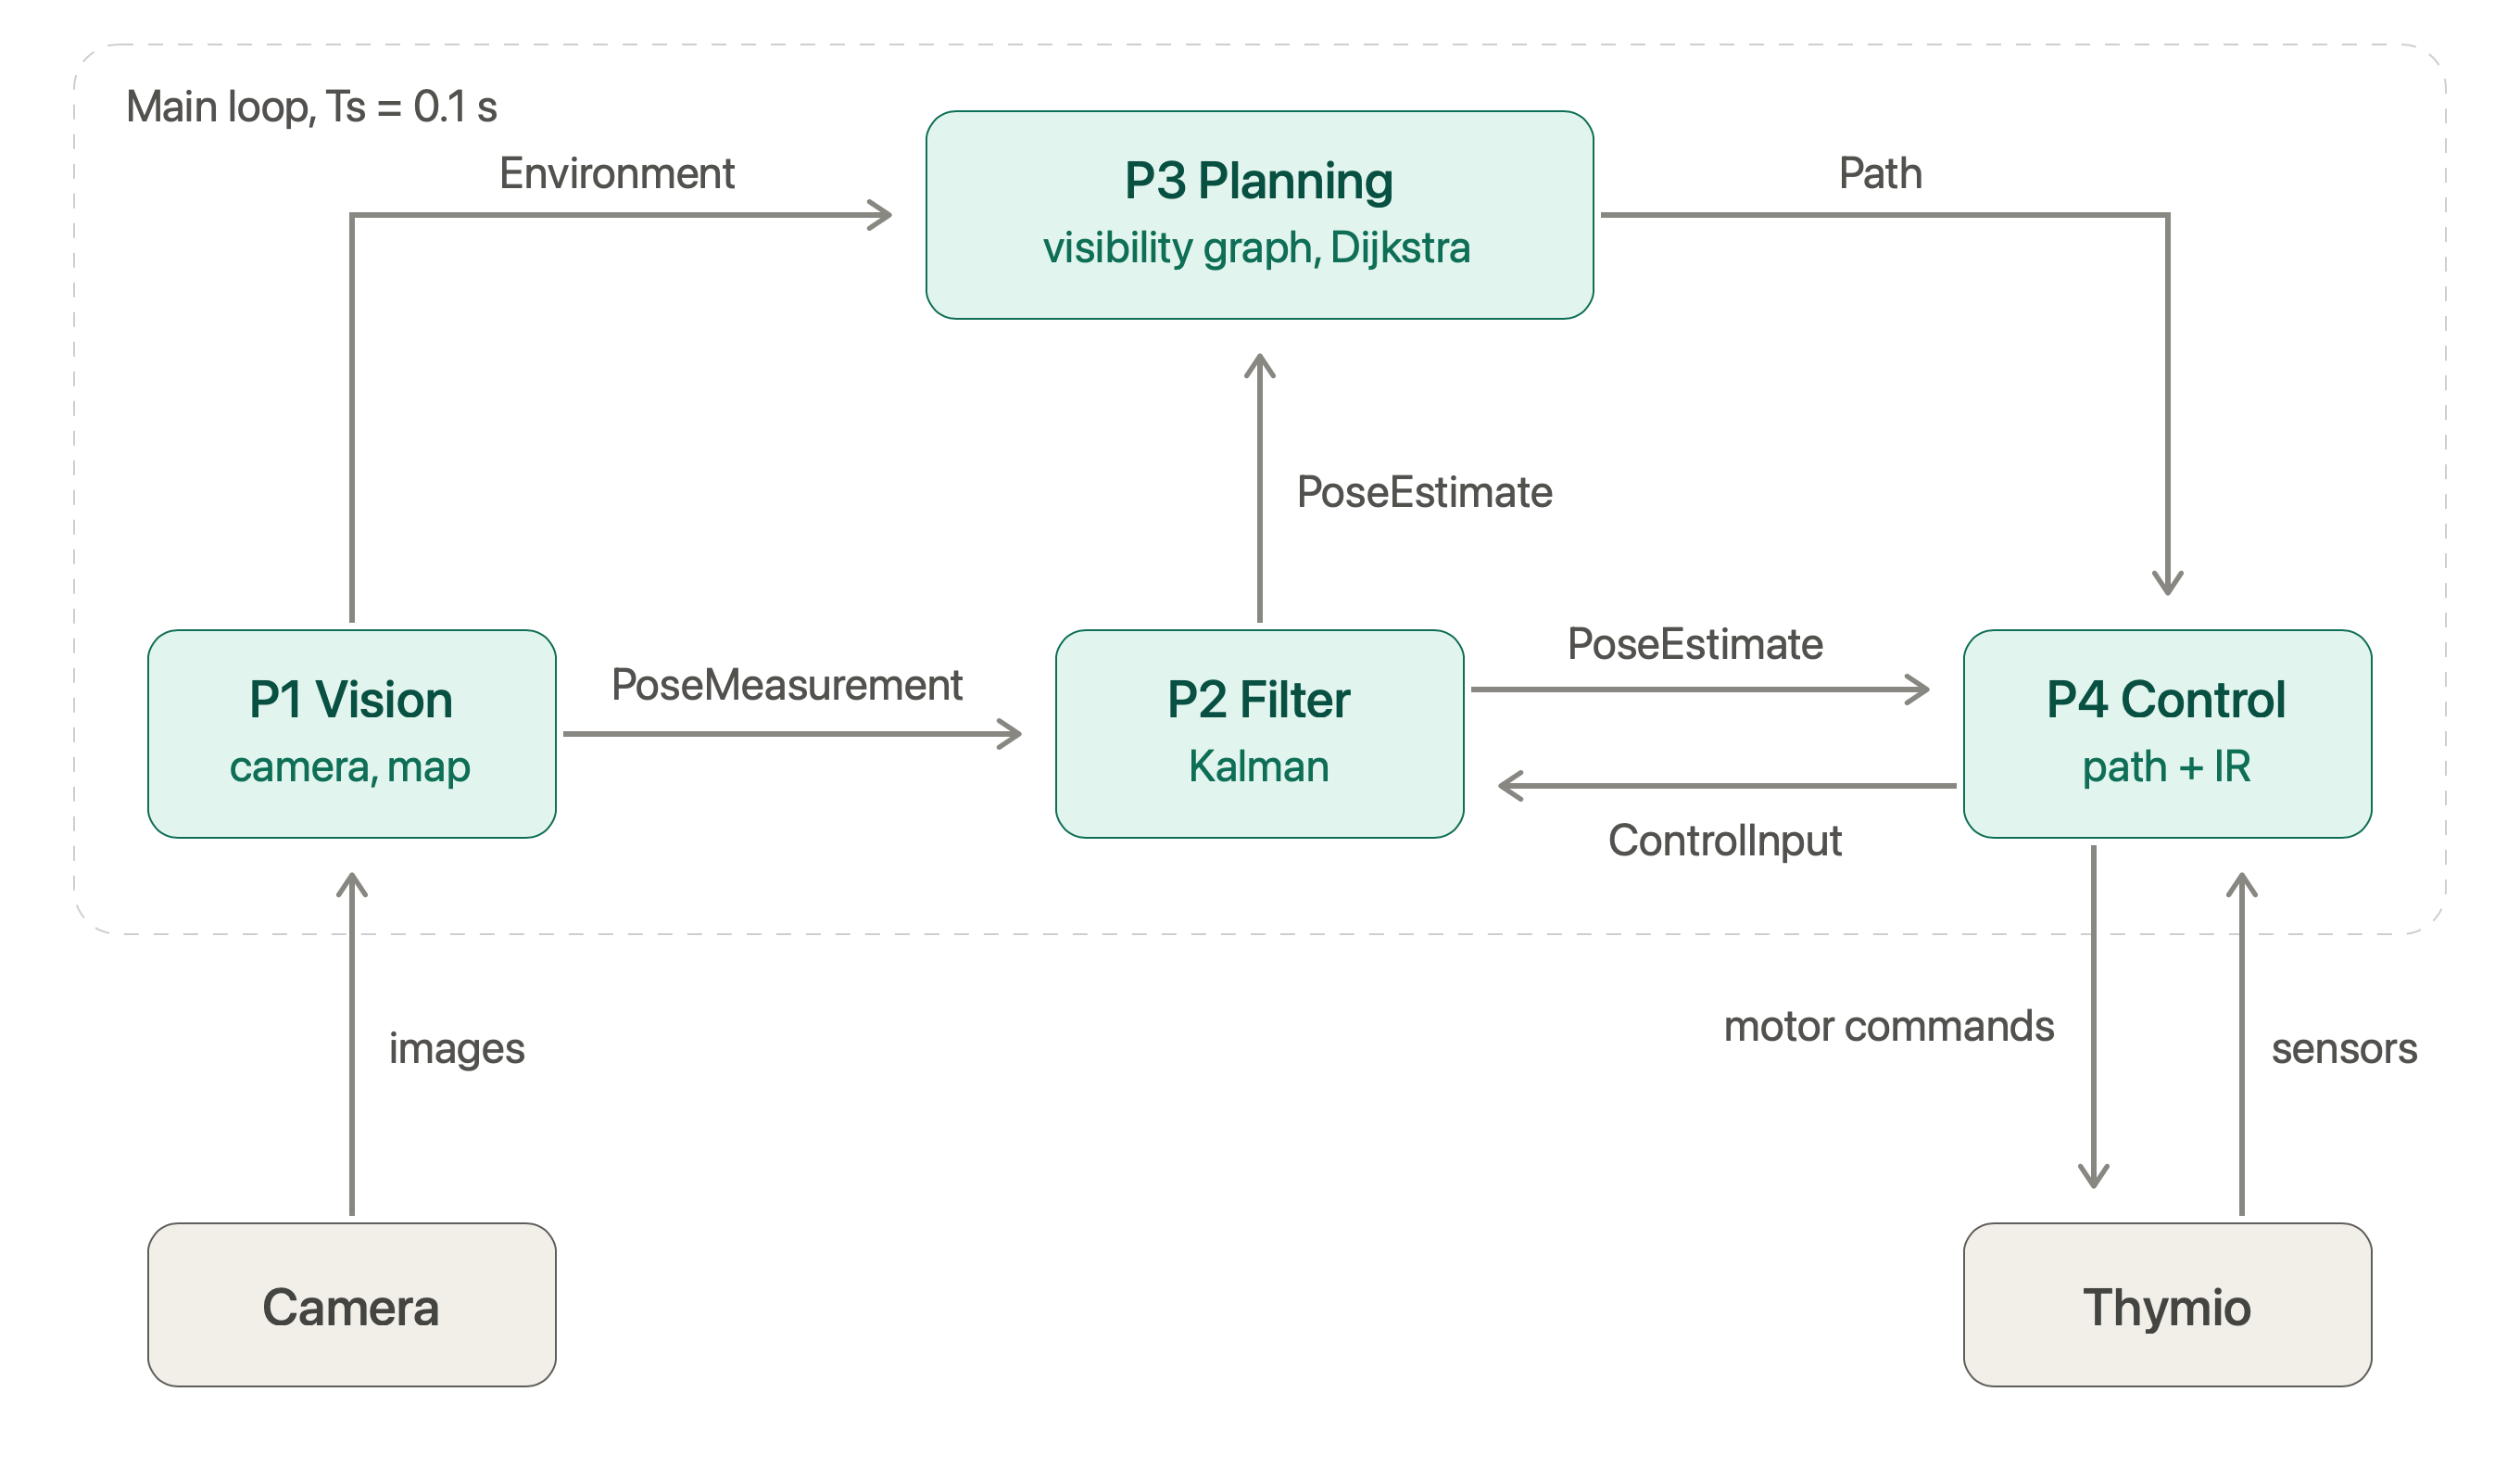 Main loop, Ts = 0.1 s
Environment
P3 Planning
visibility graph, Dijkstra
Path
PoseEstimate
P1 Vision
camera, map
PoseMeasurement
P2 Filter
Kalman
PoseEstimate
ControlInput
P4 Control
path + IR
images
motor commands
sensors
Camera
Thymio